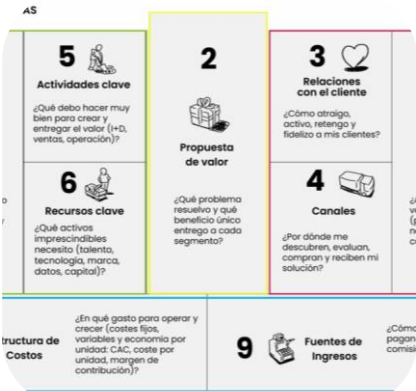 AS
5
Actividades clave
¿Qué debo hacer muy
bien para crear y
entregar el valor (I+D,
ventas, operación)?
6
Recursos clave
¿Qué activos
imprescindibles
necesito (talento,
tecnología, marca,
datos, capital)?
2
Propuesta
de valor
¿Qué problema
resuelvo y qué
beneficio único
entrego a cada
segmento?
3
Relaciones
con el cliente
¿Cómo atraigo,
activo, retengo y
fidelizo a mis clientes?
4
Canales
¿Por dónde me
descubren, evalúan,
compran y reciben mi
solución?
tructura de
Costos
¿En qué gasto para operar y
crecer (costes fijos,
variables y economía por
unidad: CAC, coste por
unidad, margen de
contribución)?
9
Fuentes de
Ingresos
¿Cómo
pagan
comisi